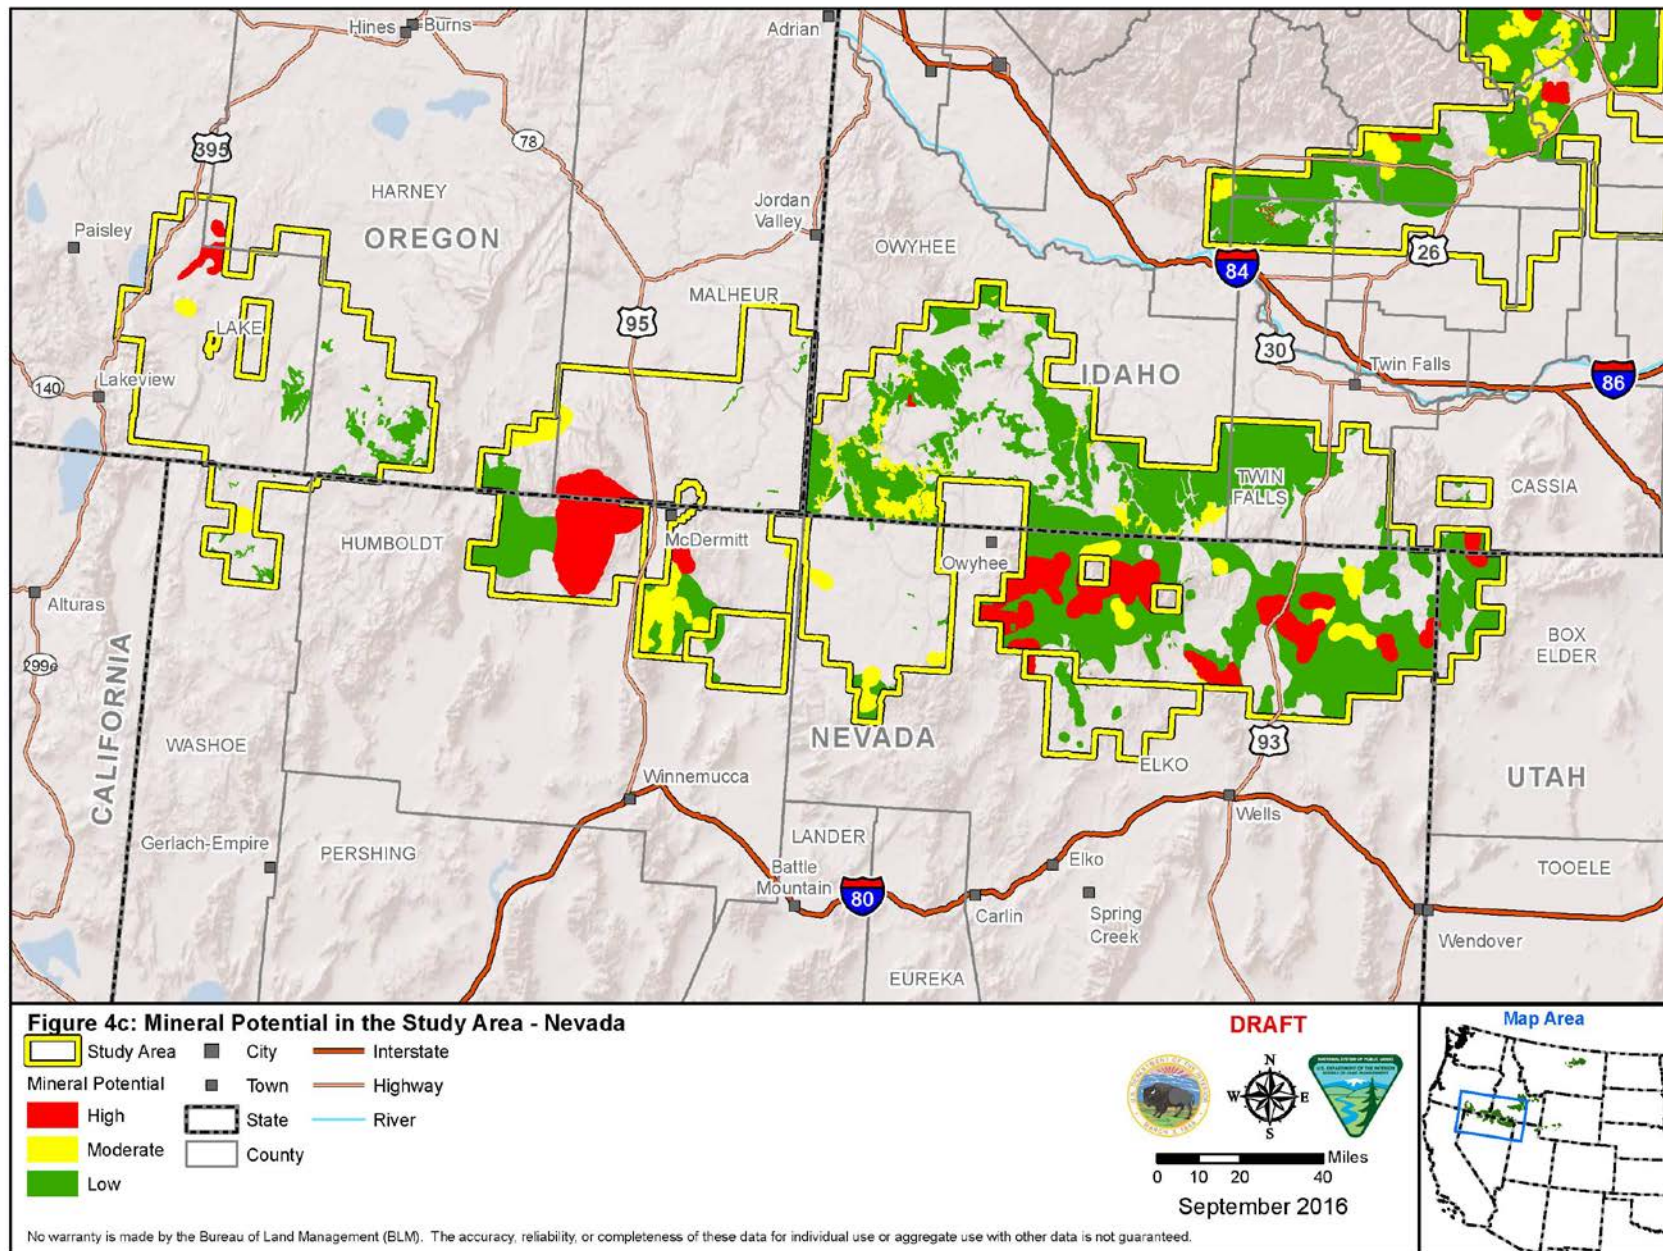 Hines
Burns
Adrian
395
78
HARNEY
Paisley
OREGON
Jordan
Valley
OWYHEE
84
26
MALHEUR
LAKE
95
IDAHO
30
Twin Falls
86
140
Lakeview
TWIN
FALLS
CASSIA
HUMBOLDT
McDermitt
Owyhee
Alturas
CALIFORNIA
299e
BOX
ELDER
WASHOE
NEVADA
93
ELKO
UTAH
Winnemucca
Wells
Gerlach-Empire
PERSHING
LANDER
Battle
Mountain
80
Elko
Carlin
Spring
Creek
TOOELE
Wendover
EUREKA
Figure 4c: Mineral Potential in the Study Area - Nevada
Study Area
City
Interstate
Mineral Potential
Town
Highway
High
State
River
Moderate
County
Low
DRAFT
N
W
E
S
Miles
0 10 20 40
September 2016
Map Area
No warranty is made by the Bureau of Land Management (BLM). The accuracy, reliability, or completeness of these data for individual use or aggregate use with other data is not guaranteed.